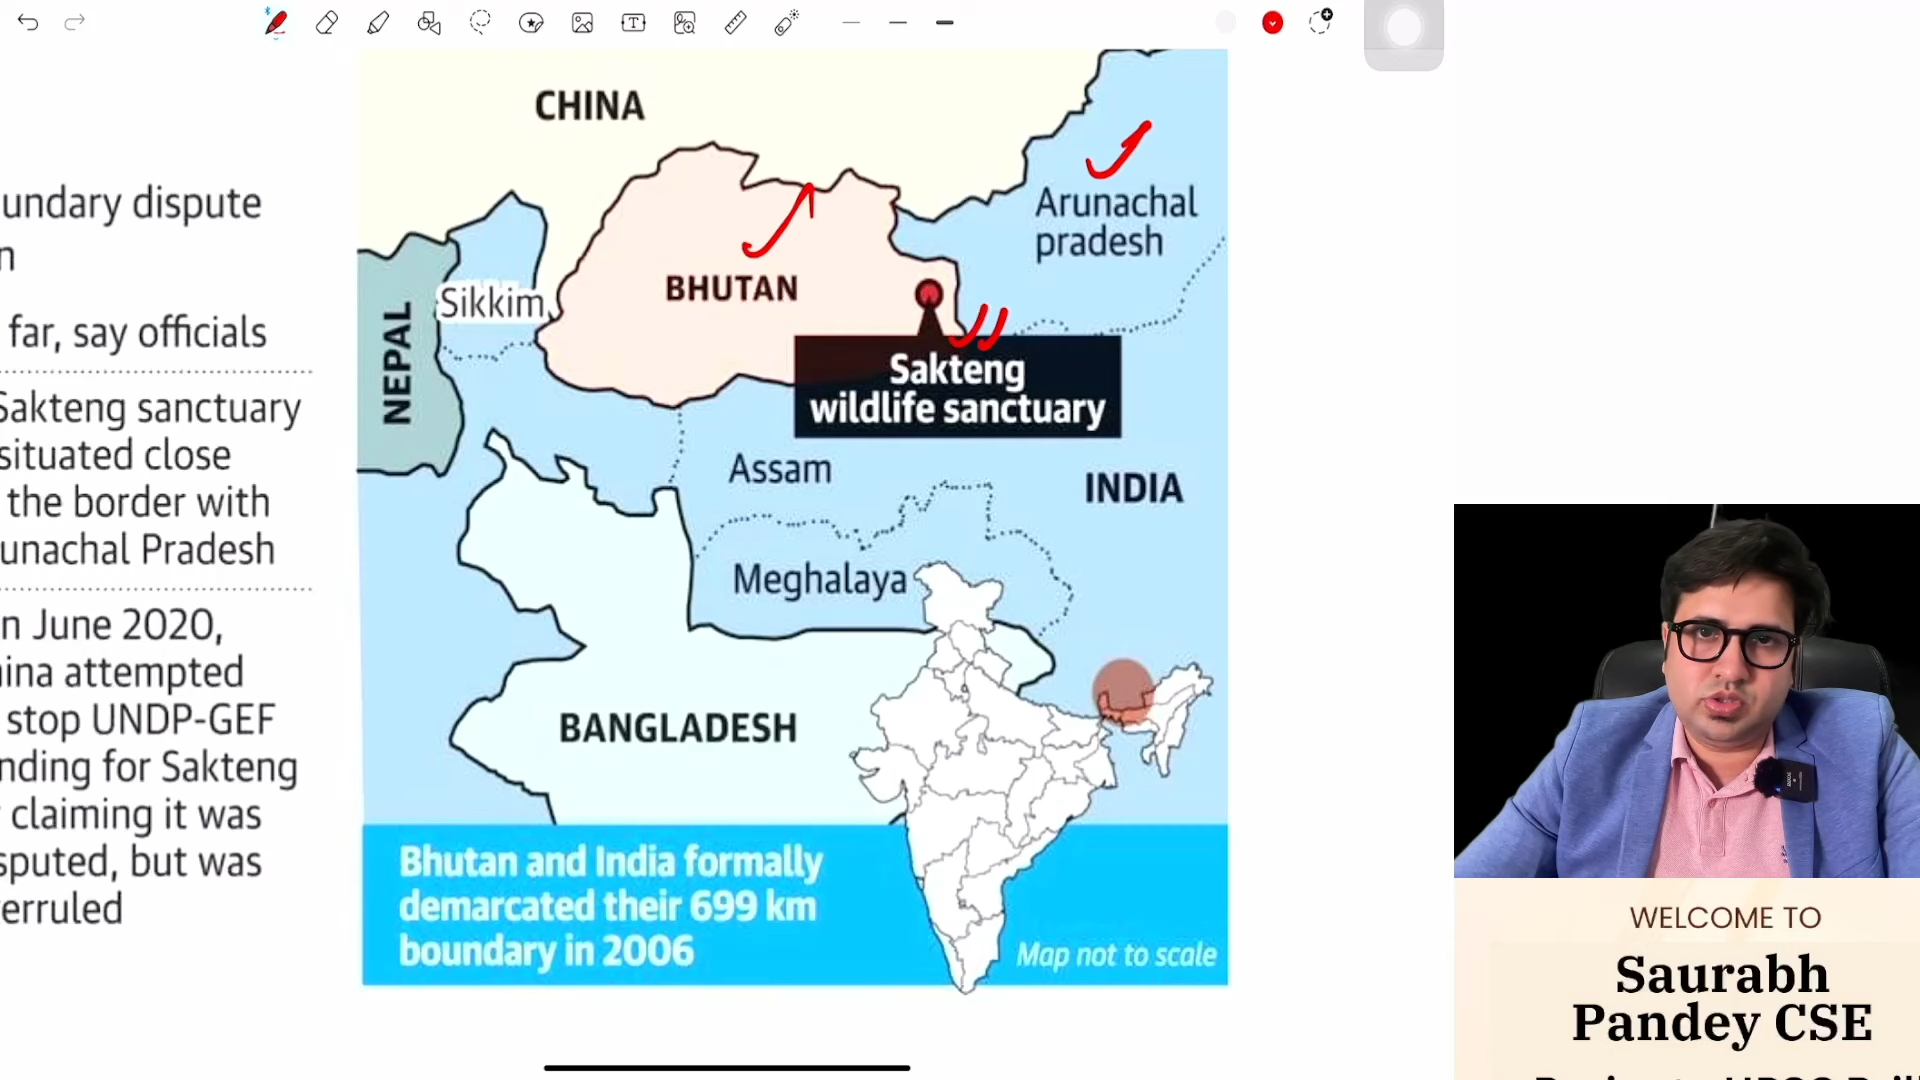 undary dispute
n
far, say officials
Sakteng sanctuary
situated close
the border with
unachal Pradesh
n June 2020,
ina attempted
stop UNDP-GEF
nding for Sakteng
claiming it was
sputed, but was
erruled
CHINA
Arunachal
pradesh
BHUTAN
Sikkim
NEPAL
Sakteng
wildlife sanctuary
Assam
INDIA
Meghalaya
BANGLADESH
Bhutan and India formally
demarcated their 699 km
boundary in 2006
Map not to scale
WELCOME TO
Saurabh
Pandey CSE